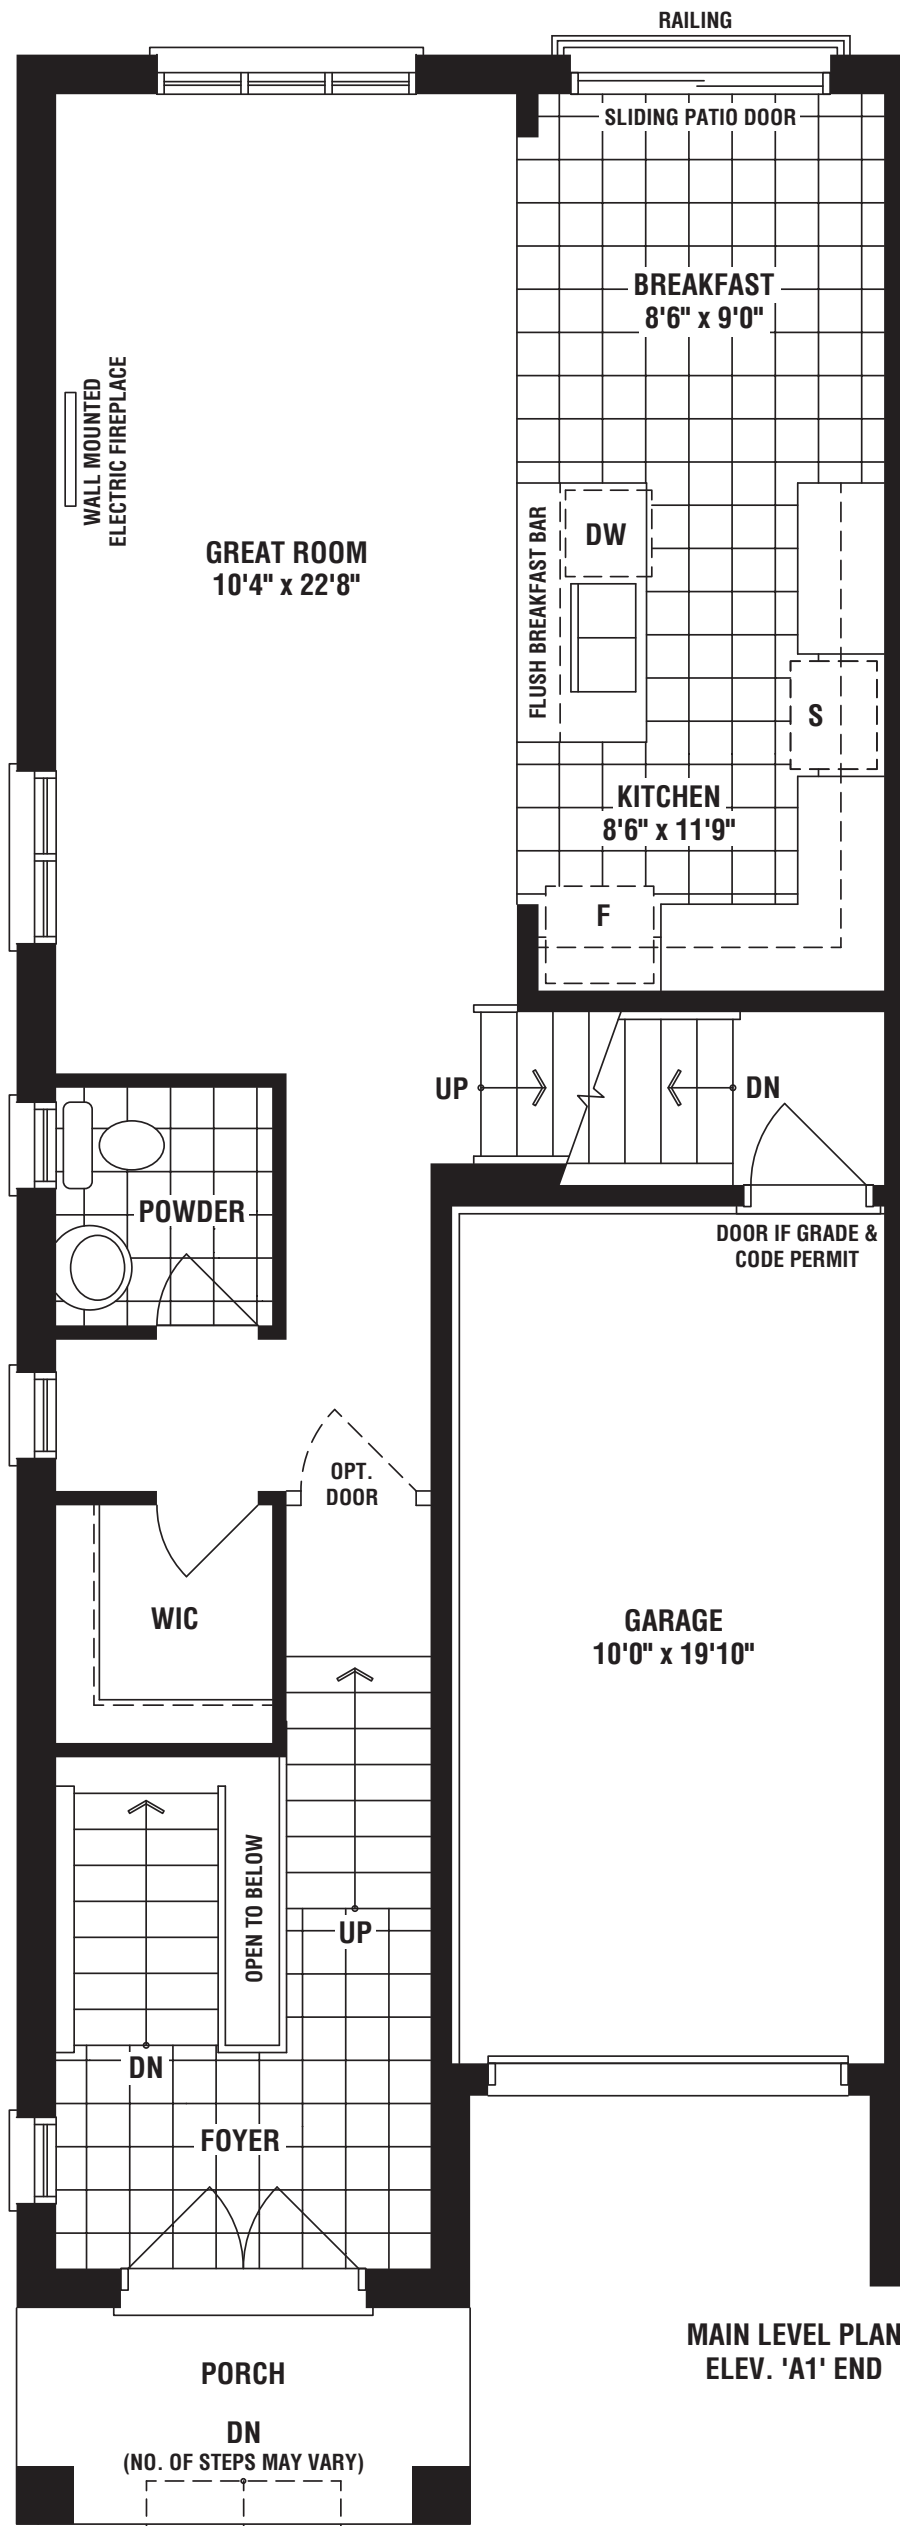 RAILING
SLIDING PATIO DOOR
BREAKFAST
8'6" x 9'0"
WALL MOUNTED
ELECTRIC FIREPLACE
GREAT ROOM
10'4" x 22'8"
FLUSH BREAKFAST BAR
DW
S
KITCHEN
8'6" x 11'9"
F
UP
DN
POWDER
DOOR IF GRADE &
CODE PERMIT
OPT.
DOOR
WIC
GARAGE
10'0" x 19'10"
OPEN TO BELOW
UP
DN
FOYER
MAIN LEVEL PLAN
ELEV. 'A1' END
PORCH
DN
(NO. OF STEPS MAY VARY)